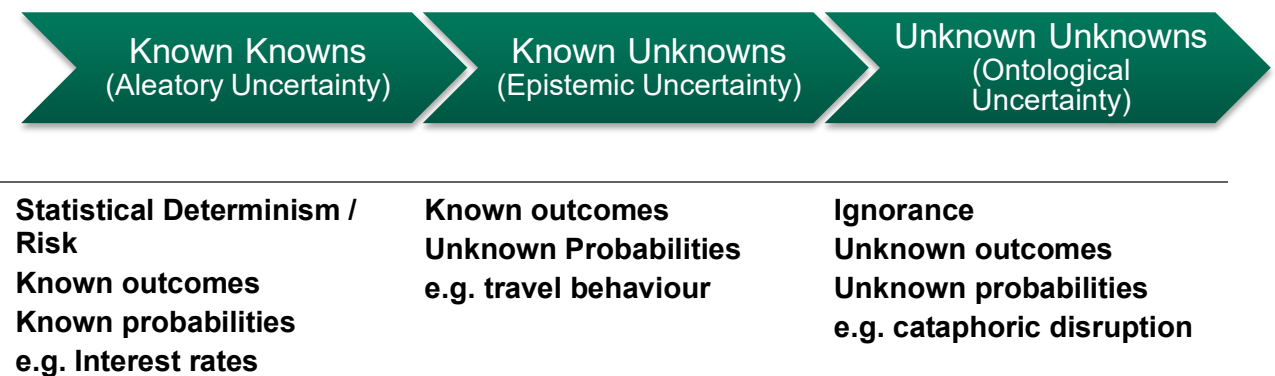 Known Knowns
(Aleatory Uncertainty)
Known Unknowns
(Epistemic Uncertainty)
Unknown Unknowns
(Ontological
Uncertainty)
Statistical Determinism /
Risk
Known outcomes
Known probabilities
e.g. Interest rates
Known outcomes
Unknown Probabilities
e.g. travel behaviour
Ignorance
Unknown outcomes
Unknown probabilities
e.g. cataphoric disruption